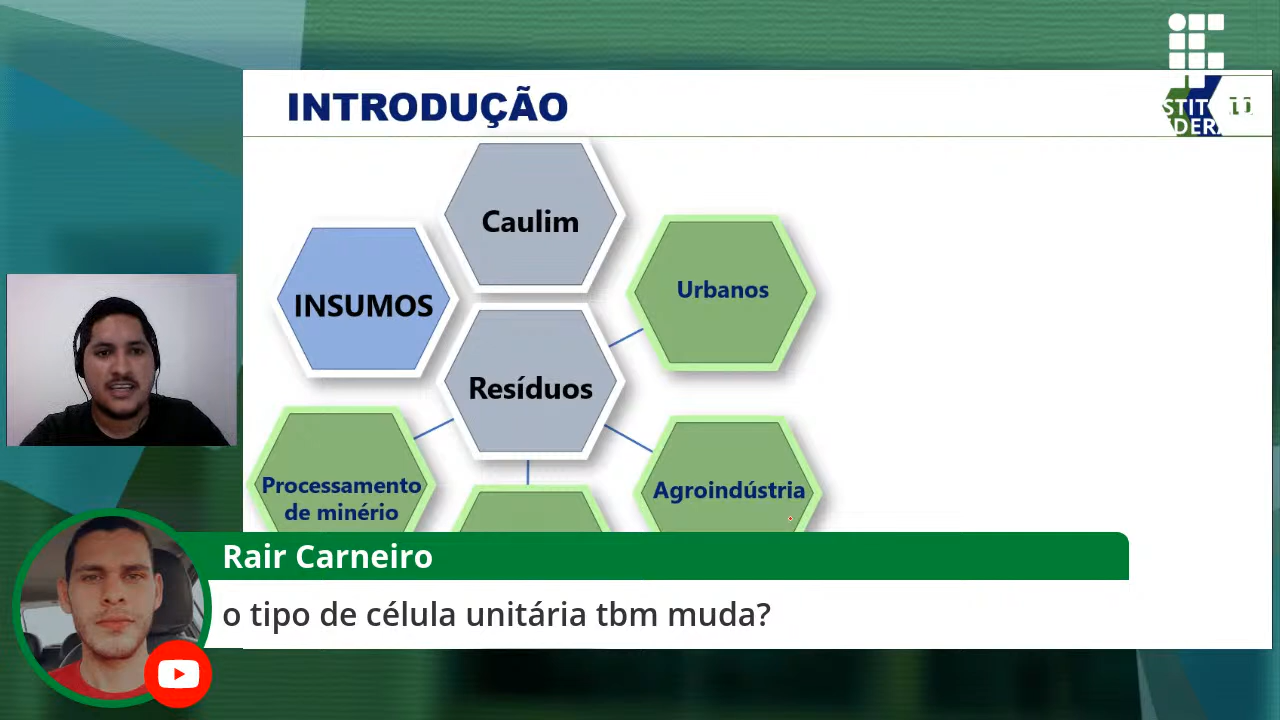 INTRODUÇÃO
Caulim
Urbanos
INSUMOS
Resíduos
Processamento
de minério
Agroindústria
Rair Carneiro
o tipo de célula unitária tbm muda?